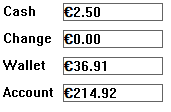 Cash €2.50
Change €0.00
Wallet €36.91
Account €214.92